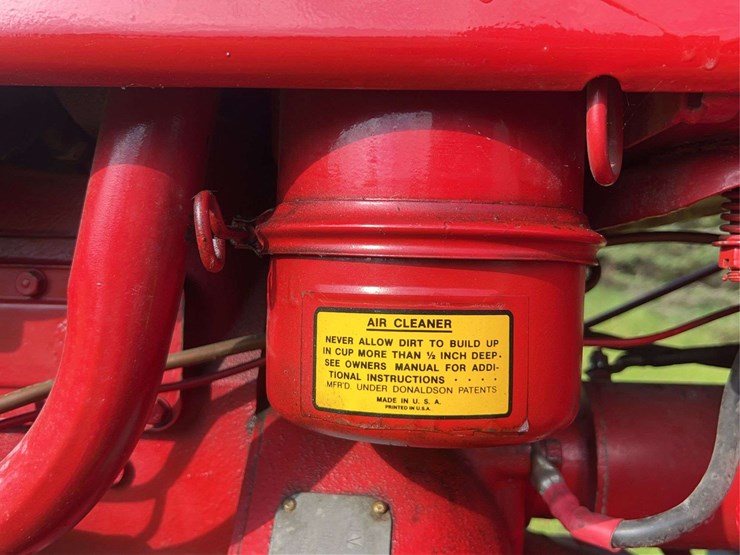 AIR CLEANER
NEVER ALLOW DIRT TO BUILD UP
IN CUP MORE THAN ½ INCH DEEP.
SEE OWNERS MANUAL FOR ADDI-
TIONAL INSTRUCTIONS . . . .
MFR'D. UNDER DONALDSON PATENTS
MADE IN U. S. A.
PRINTED IN U.S.A.